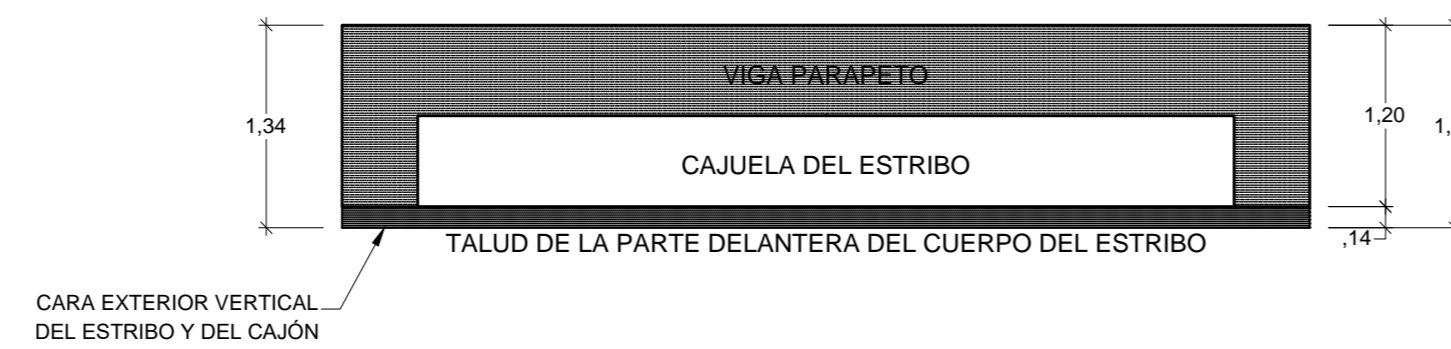 VIGA PARAPETO
1,34
1,20
1,
CAJUELA DEL ESTRIBO
,14
TALUD DE LA PARTE DELANTERA DEL CUERPO DEL ESTRIBO
CARA EXTERIOR VERTICAL
DEL ESTRIBO Y DEL CAJÓN